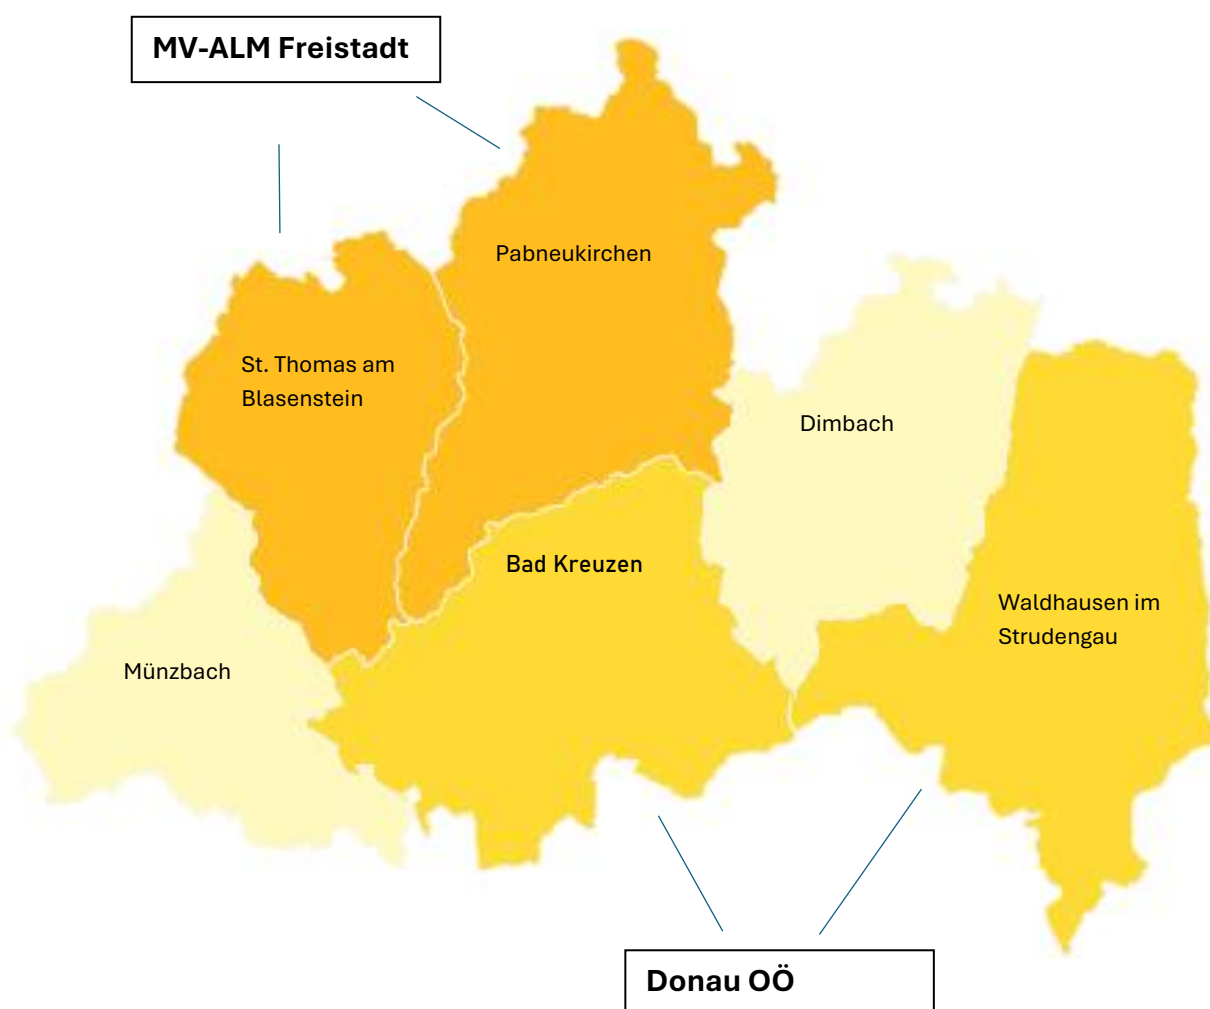 MV-ALM Freistadt
Pabneukirchen
St. Thomas am
Blasenstein
Dimbach
Bad Kreuzen
Waldhausen im
Strudengau
Münzbach
Donau OÖ